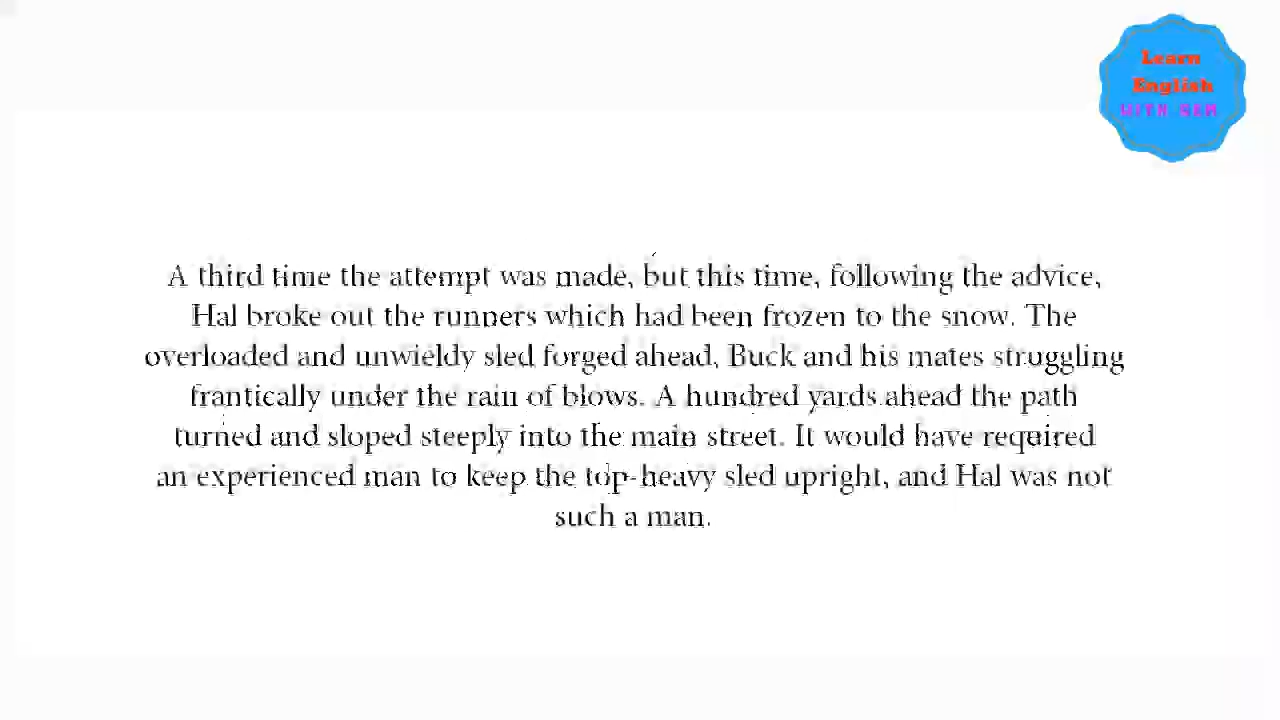 Learn
English
WITH SEM
A third time the attempt was made, but this time, following the advice,
Hal broke out the runners which had been frozen to the snow. The
overloaded and unwieldy sled forged ahead, Buck and his mates struggling
frantically under the rain of blows. A hundred yards ahead the path
turned and sloped steeply into the main street. It would have required
an experienced man to keep the top-heavy sled upright, and Hal was not
such a man.